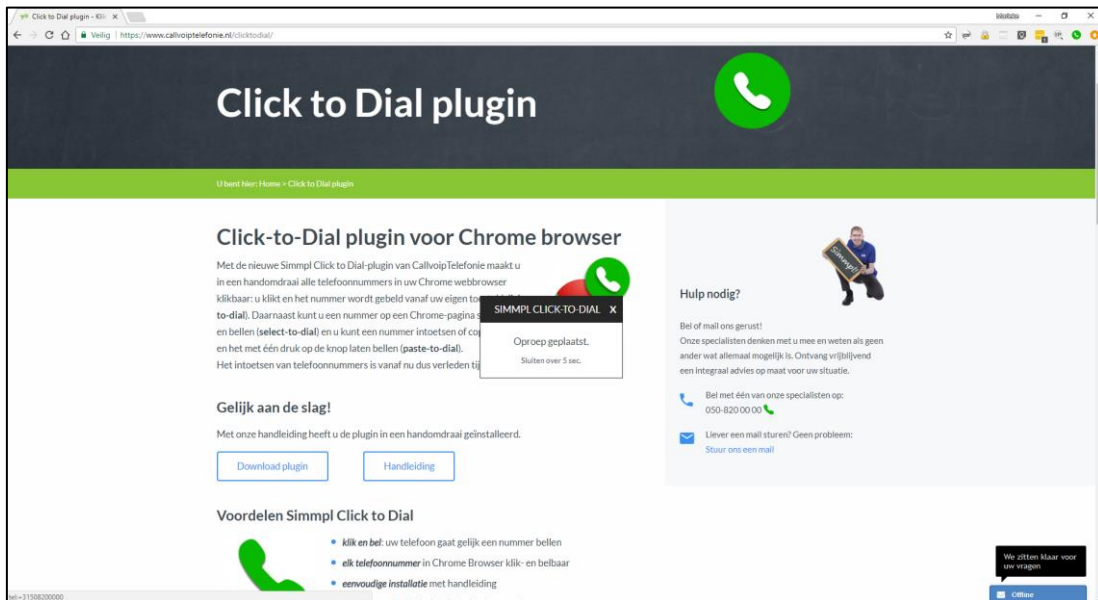 Click to Dial plugin - Kli
Veilig
https://www.callvoiptelefonie.nl/clicktodial/
Click to Dial plugin
U bent hier: Home > Click to Dial plugin
Click-to-Dial plugin voor Chrome browser
Met de nieuwe Simmpl Click to Dial-plugin van CallvoipTelefonie maakt u
in een handomdraai alle telefoonnummers in uw Chrome webbrowser
klikbaar: u klikt en het nummer wordt gebeld vanaf uw eigen
to-dial). Daarnaast kunt u een nummer op een Chrome-pagina
en bellen (select-to-dial) en u kunt een nummer intoetsen of
en het met één druk op de knop laten bellen (paste-to-dial).
Het intoetsen van telefoonnummers is vanaf nu dus verleden
SIMMPL CLICK-TO-DIAL X
Oproep geplaatst.
Sluiten over 5 sec.
Gelijk aan de slag!
Met onze handleiding heeft u de plugin in een handomdraai geïnstalleerd.
Download plugin
Handleiding
Voordelen Simmpl Click to Dial
klik en bel: uw telefoon gaat gelijk een nummer bellen
elk telefoonnummer in Chrome Browser klik- en belbaar
eenvoudige installatie met handleiding
Simmpl!
Hulp nodig?
Bel of mail ons gerust!
Onze specialisten denken met u mee en weten als geen
ander wat allemaal mogelijk is. Ontvang vrijblijvend
een integraal advies op maat voor uw situatie.
Bel met één van onze specialisten op:
050-820 00 00
Liever een mail sturen? Geen probleem:
Stuur ons een mail
We zitten klaar voor
uw vragen
Offline
tel:+31508200000